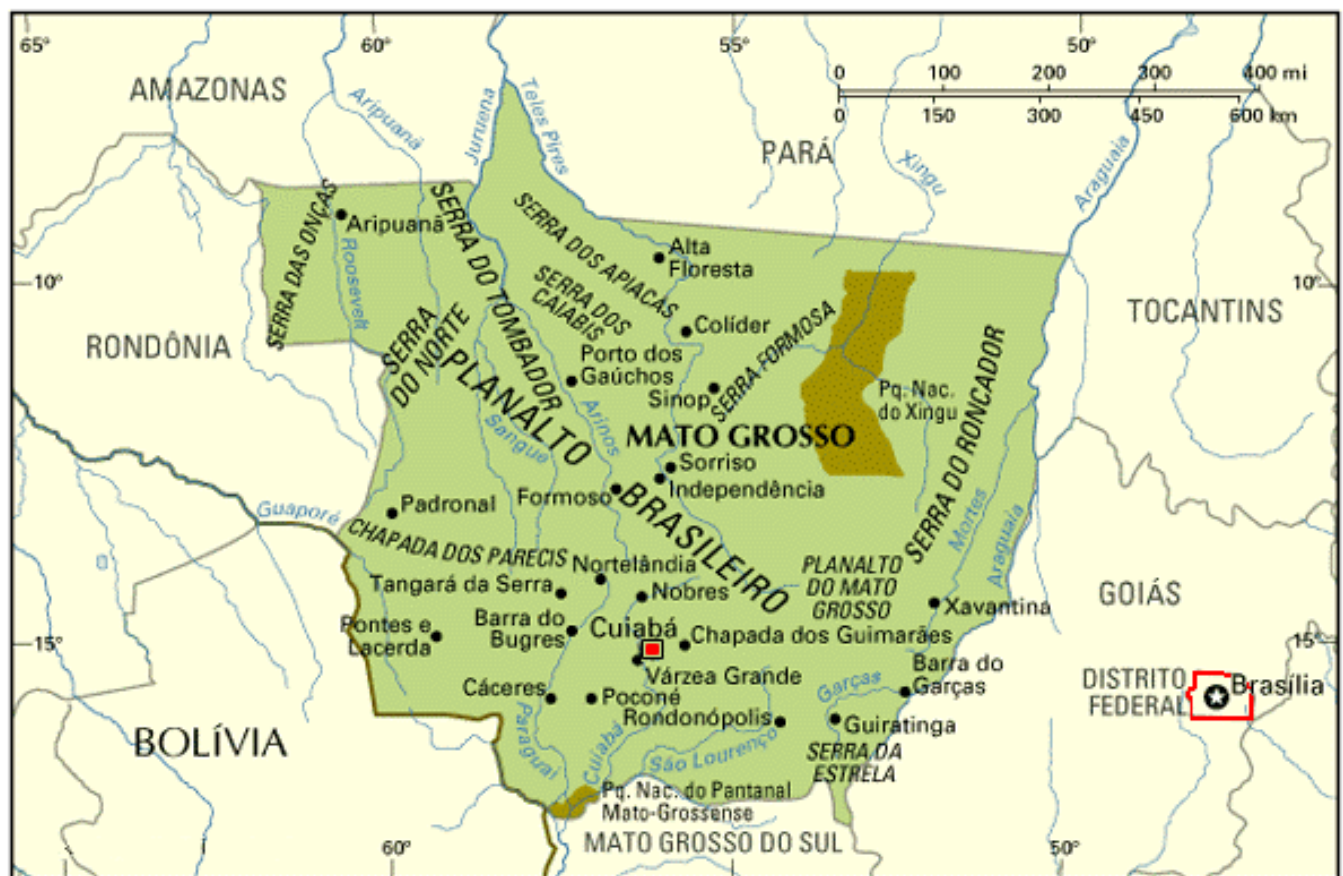 65°
60°
55°
50°
0 100 200 300 400 mi
0 150 300 450 600 km
AMAZONAS
Aripuanã
Juruena
Teles Pires
PARÁ
Xingu
Araguaia
SERRA DAS ONÇAS
Aripuanã
Roosevelt
SERRA DO TOMBADOR
SERRA DOS APIACAS
Alta
Floresta
10°
10°
SERRA DOS
CAIABIS
TOCANTINS
RONDÔNIA
SERRA
DO NORTE
Colíder
Porto dos
Gaúchos
Sinop
SERRA FORMOSA
Pq. Nac.
do Xingu
SERRA DO RONCADOR
PLANALTO
BRASILEIRO
Arinos
Sangue
MATO GROSSO
Sorriso
Independência
Formoso
Padronal
Guaporé
CHAPADA DOS PARECIS
Mortes
Araguaia
Nortelândia
Tangará da Serra
Nobres
PLANALTO
DO MATO
GROSSO
Xavantina
GOIÁS
Pontes e
Lacerda
Barra do
Bugres
Cuiabá
Chapada dos Guimarães
15°
15°
Várzea Grande
Barra do
Garças
Garças
DISTRITO
FEDERAL
Brasília
Cáceres
Poconé
Rondonópolis
Guiratinga
BOLÍVIA
Paraguai
Cuiabá
São Lourenço
SERRA DA
ESTRELA
Pq. Nac. do Pantanal
Mato-Grossense
MATO GROSSO DO SUL
60°
50°